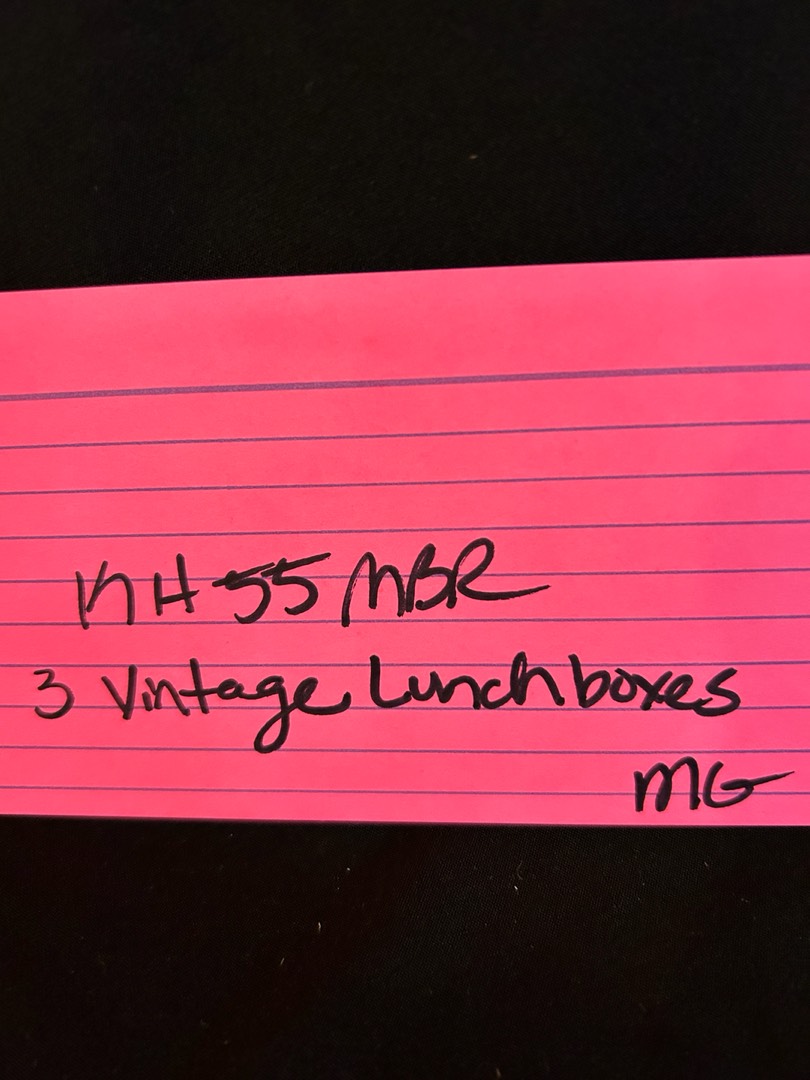 KH 55 MBR
3 Vintage Lunchboxes
MG